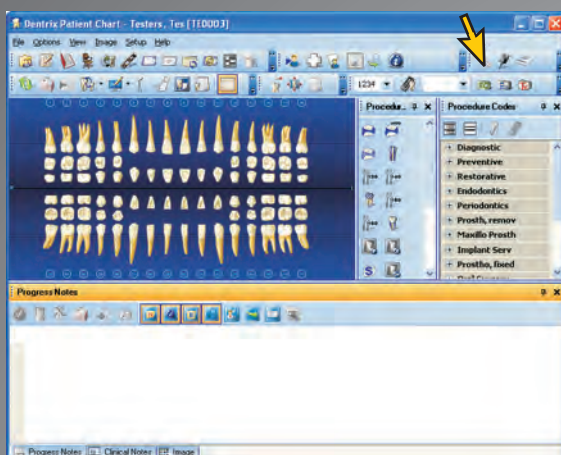 Dentrix Patient Chart - Testers, Tes [TE0003]
File Options View Image Setup Help
1234
Procedu...
Procedure Codes
Diagnostic
Preventive
Restorative
Endodontics
Periodontics
Prosth, remov
Maxillo Prosth
Implant Serv
Prostho, fixed
Progress Notes
Progress Notes Clinical Notes Image